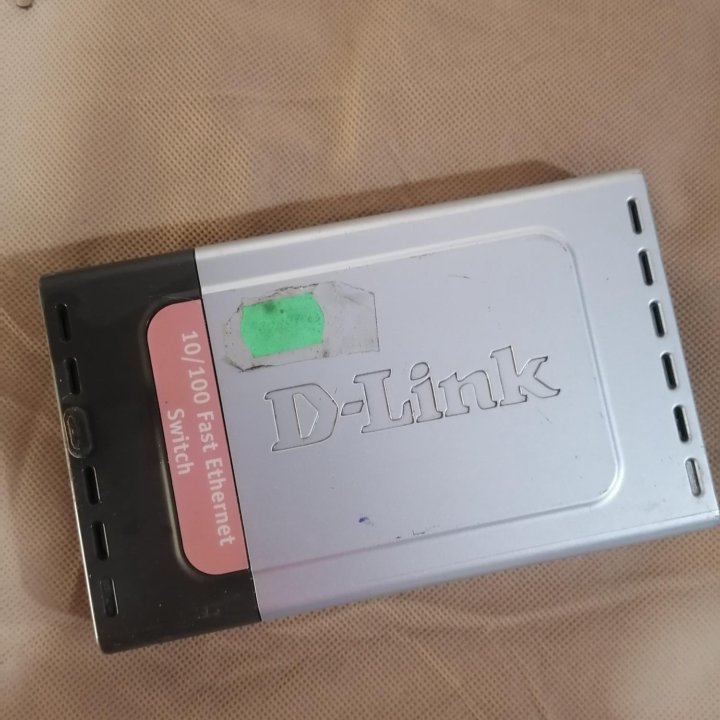 D-Link
10/100 Fast Ethernet
Switch